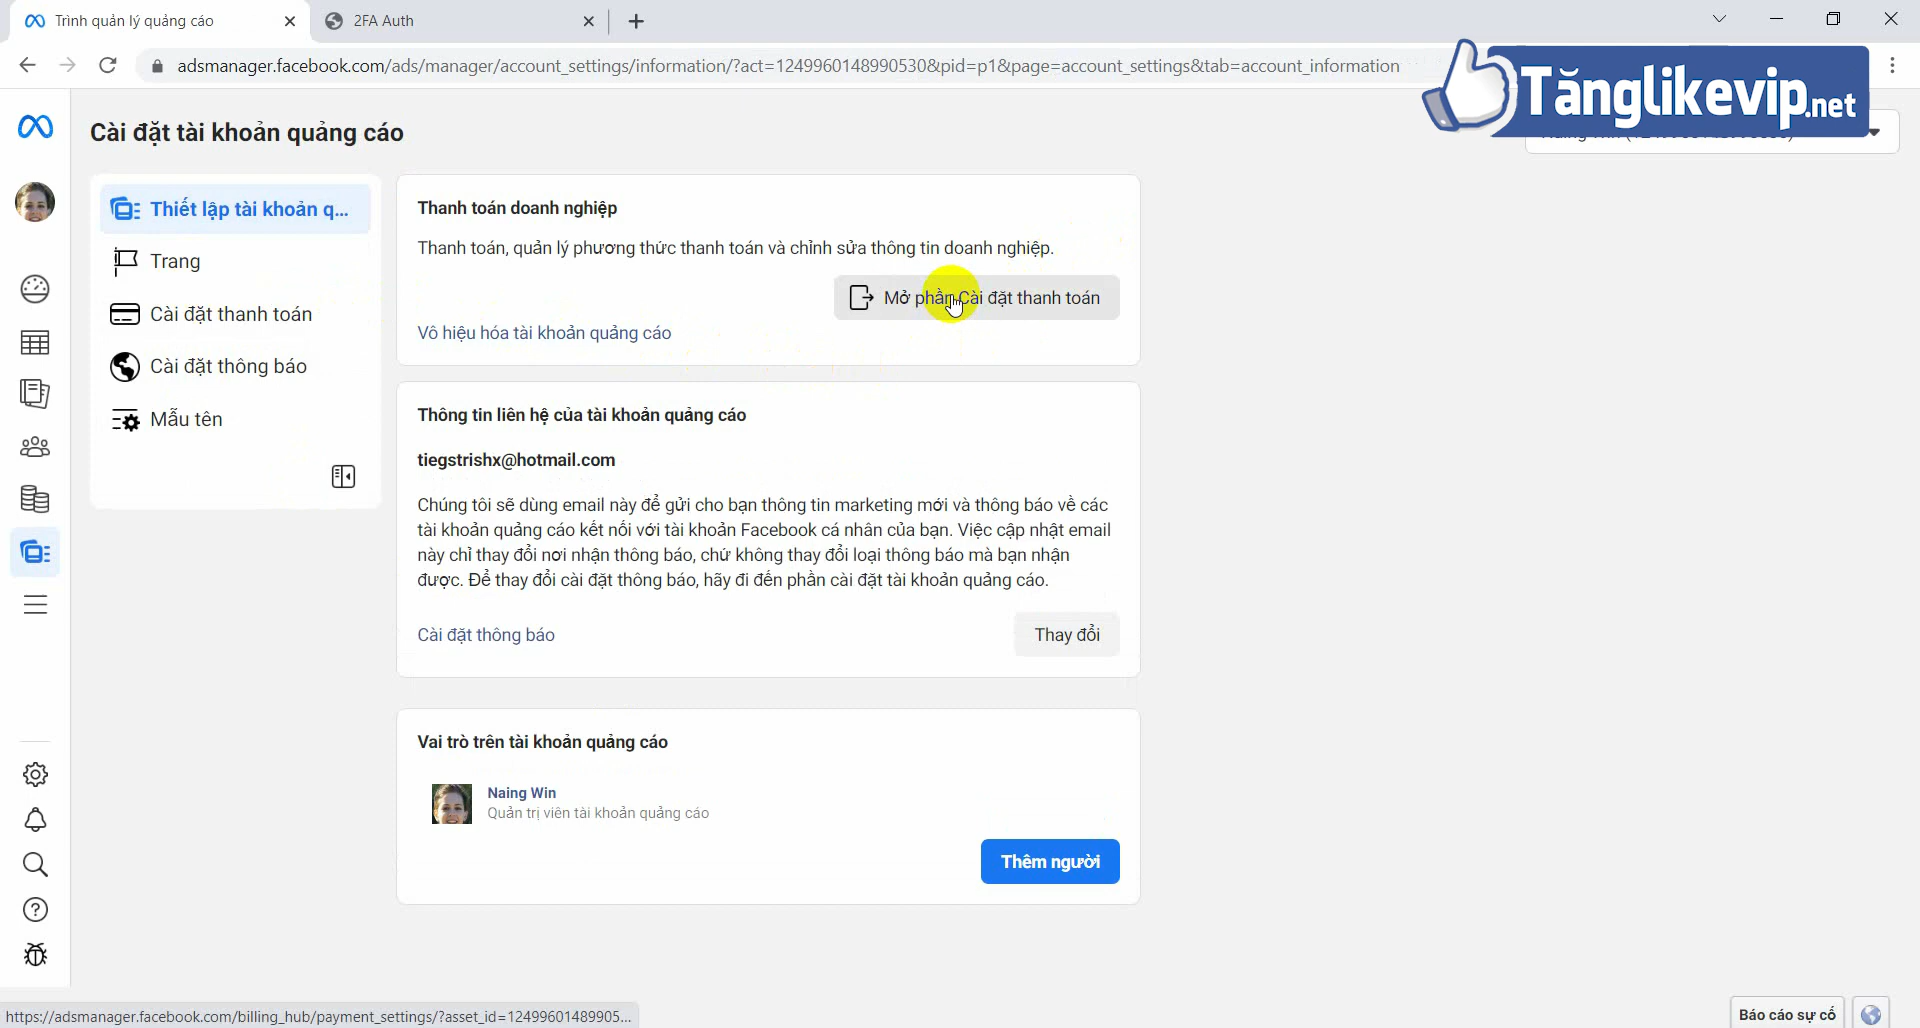 Trình quản lý quảng cáo
2FA Auth
adsmanager.facebook.com/ads/manager/account_settings/information/?act=1249960148990530&pid=p1&page=account_settings&tab=account_information
Tănglikevip.net
Cài đặt tài khoản quảng cáo
Thiết lập tài khoản q...
Trang
Cài đặt thanh toán
Cài đặt thông báo
Mẫu tên
Thanh toán doanh nghiệp
Thanh toán, quản lý phương thức thanh toán và chỉnh sửa thông tin doanh nghiệp.
Mở phần Cài đặt thanh toán
Vô hiệu hóa tài khoản quảng cáo
Thông tin liên hệ của tài khoản quảng cáo
tiegstrishx@hotmail.com
Chúng tôi sẽ dùng email này để gửi cho bạn thông tin marketing mới và thông báo về các
tài khoản quảng cáo kết nối với tài khoản Facebook cá nhân của bạn. Việc cập nhật email
này chỉ thay đổi nơi nhận thông báo, chứ không thay đổi loại thông báo mà bạn nhận
được. Để thay đổi cài đặt thông báo, hãy đi đến phần cài đặt tài khoản quảng cáo.
Cài đặt thông báo
Thay đổi
Vai trò trên tài khoản quảng cáo
Naing Win
Quản trị viên tài khoản quảng cáo
Thêm người
https://adsmanager.facebook.com/billing_hub/payment_settings/?asset_id=12499601489905...
Báo cáo sự cố